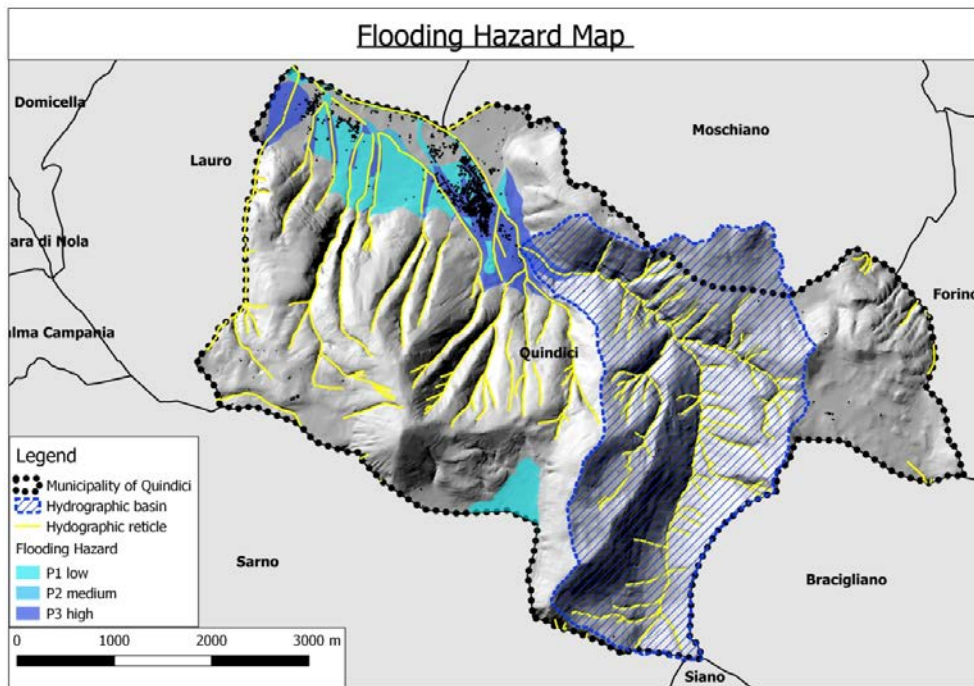 Flooding Hazard Map
Domicella
Moschiano
Lauro
ara di Nola
Forino
alma Campania
Quindici
Legend
Municipality of Quindici
Hydrographic basin
Hydographic reticle
Flooding Hazard
P1 low
P2 medium
P3 high
Sarno
Bracigliano
0 1000 2000 3000 m
Siano